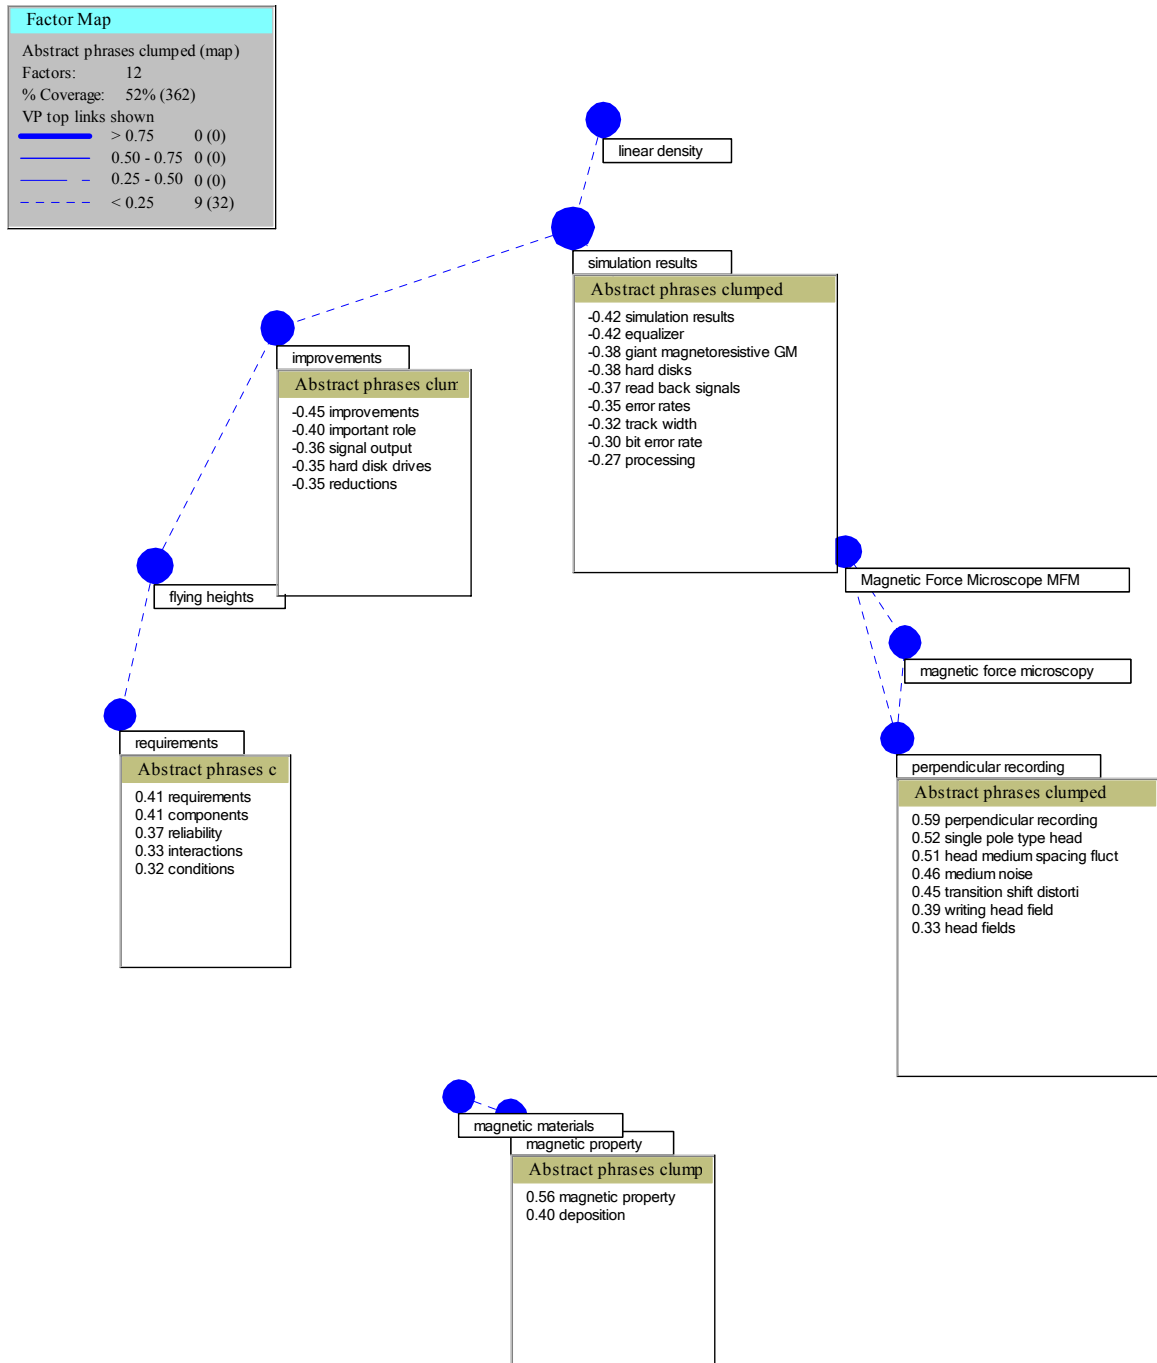 Factor Map
Abstract phrases clumped (map)
Factors: 12
% Coverage: 52% (362)
VP top links shown
> 0.75 0 (0)
0.50 - 0.75 0 (0)
0.25 - 0.50 0 (0)
< 0.25 9 (32)
linear density
simulation results
Abstract phrases clumped
-0.42 simulation results
-0.42 equalizer
-0.38 giant magnetoresistive GM
-0.38 hard disks
-0.37 read back signals
-0.35 error rates
-0.32 track width
-0.30 bit error rate
-0.27 processing
improvements
Abstract phrases clum
-0.45 improvements
-0.40 important role
-0.36 signal output
-0.35 hard disk drives
-0.35 reductions
flying heights
Magnetic Force Microscope MFM
magnetic force microscopy
requirements
Abstract phrases c
0.41 requirements
0.41 components
0.37 reliability
0.33 interactions
0.32 conditions
perpendicular recording
Abstract phrases clumped
0.59 perpendicular recording
0.52 single pole type head
0.51 head medium spacing fluct
0.46 medium noise
0.45 transition shift distorti
0.39 writing head field
0.33 head fields
magnetic materials
magnetic property
Abstract phrases clump
0.56 magnetic property
0.40 deposition